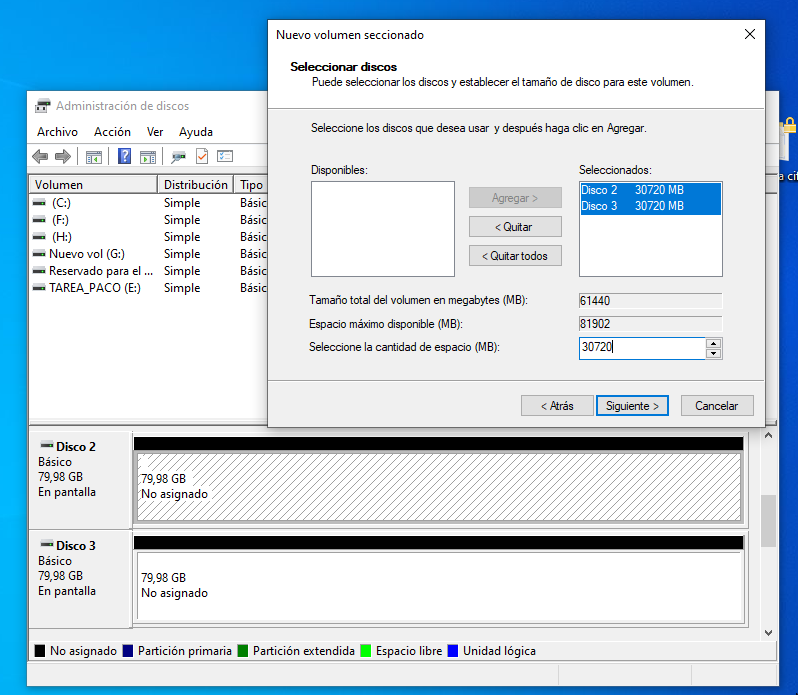 Nuevo volumen seccionado
Seleccionar discos
Puede seleccionar los discos y establecer el tamaño de disco para este volumen.
Seleccione los discos que desea usar y después haga clic en Agregar.
Disponibles:
Seleccionados:
Disco 2 30720 MB
Disco 3 30720 MB
Agregar >
< Quitar
< Quitar todos
Tamaño total del volumen en megabytes (MB): 61440
Espacio máximo disponible (MB): 81902
Seleccione la cantidad de espacio (MB): 30720
< Atrás Siguiente > Cancelar
Administración de discos
Archivo Acción Ver Ayuda
Volumen Distribución Tipo
(C:) Simple Básic
(F:) Simple Básic
(H:) Simple Básic
Nuevo vol (G:) Simple Básic
Reservado para el ... Simple Básic
TAREA_PACO (E:) Simple Básic
Disco 2
Básico
79,98 GB
En pantalla
79,98 GB
No asignado
Disco 3
Básico
79,98 GB
En pantalla
79,98 GB
No asignado
No asignado Partición primaria Partición extendida Espacio libre Unidad lógica